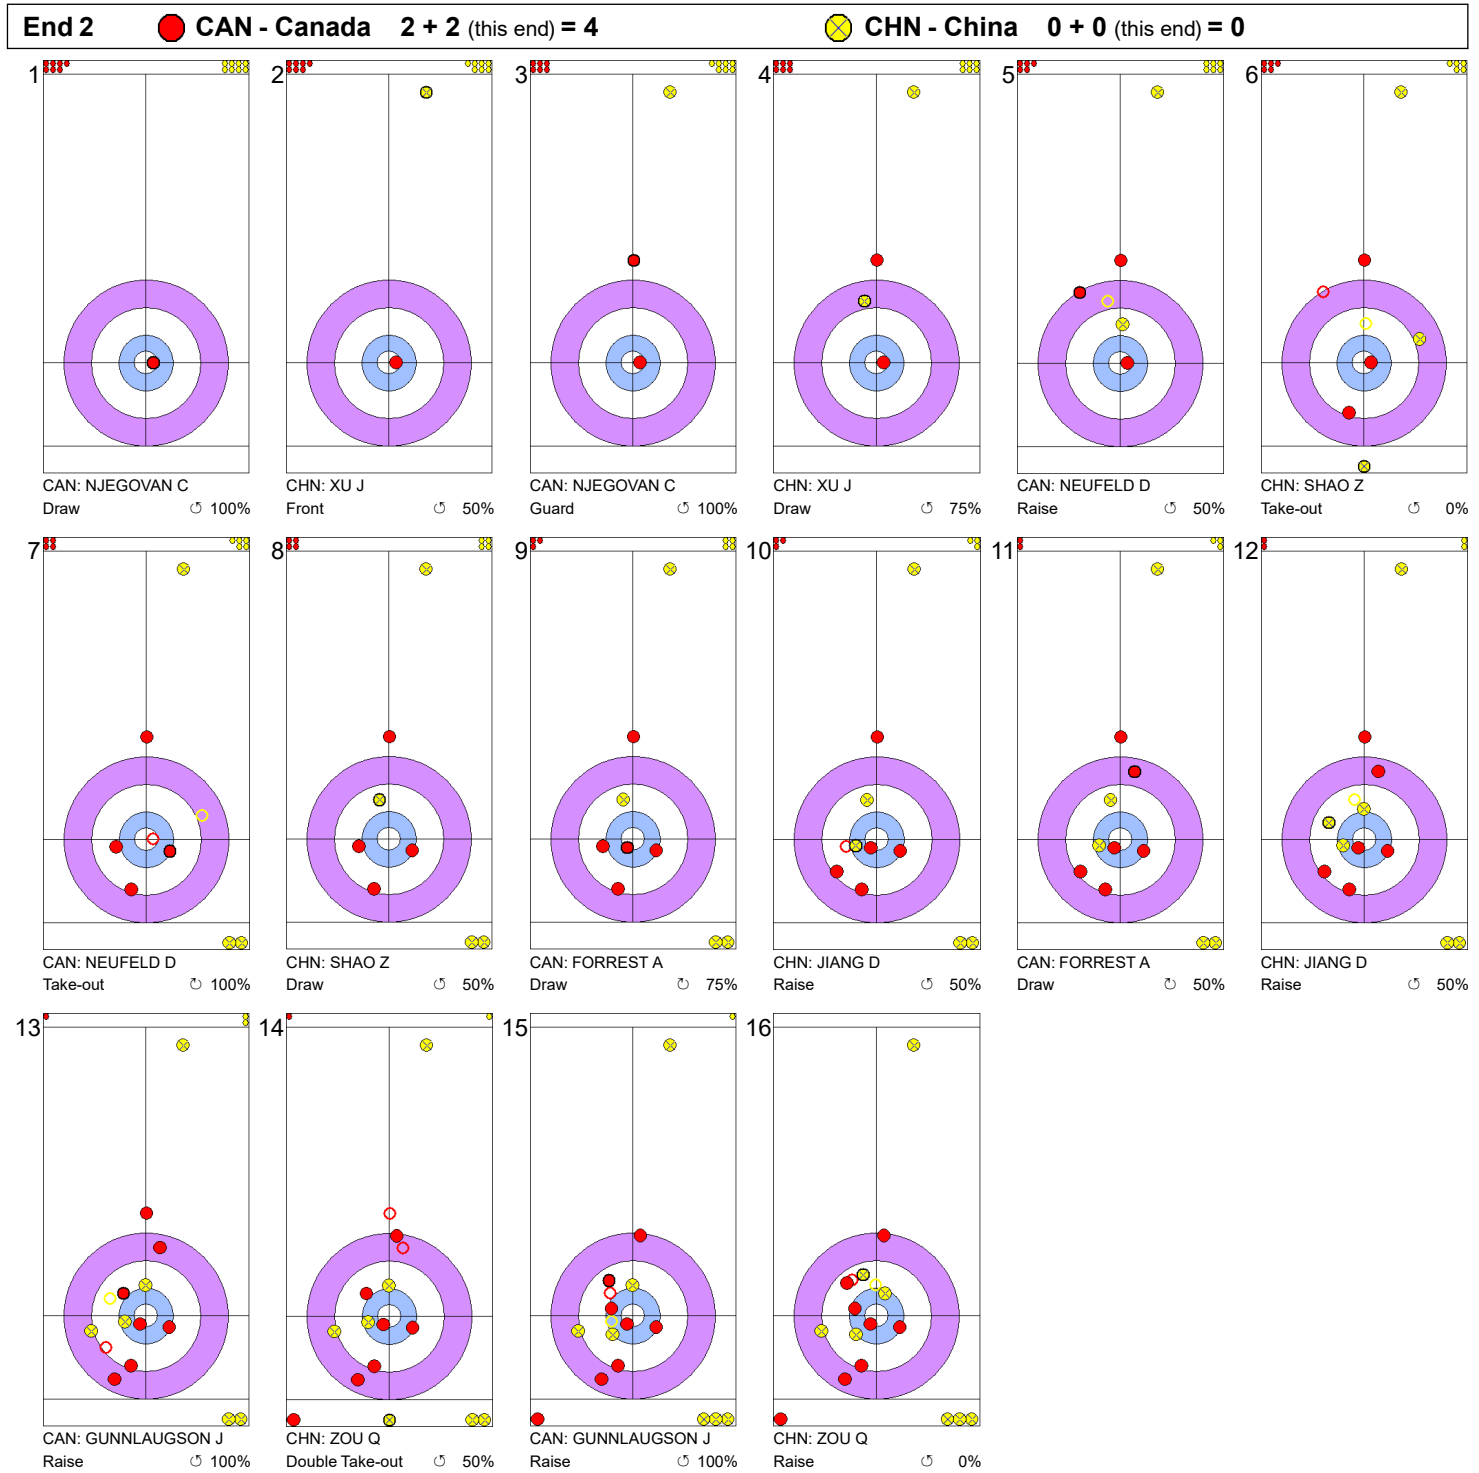 End 2 CAN - Canada 2 + 2 (this end) = 4 CHN - China 0 + 0 (this end) = 0
1 2 3 4 5 6
CAN: NJEGOVAN C CHN: XU J CAN: NJEGOVAN C CHN: XU J CAN: NEUFELD D CHN: SHAO Z
Draw ↺ 100% Front ↺ 50% Guard ↺ 100% Draw ↺ 75% Raise ↺ 50% Take-out ↺ 0%
7 8 9 10 11 12
CAN: NEUFELD D CHN: SHAO Z CAN: FORREST A CHN: JIANG D CAN: FORREST A CHN: JIANG D
Take-out ↻ 100% Draw ↺ 50% Draw ↻ 75% Raise ↺ 50% Draw ↻ 50% Raise ↺ 50%
13 14 15 16
CAN: GUNNLAUGSON J CHN: ZOU Q CAN: GUNNLAUGSON J CHN: ZOU Q
Raise ↺ 100% Double Take-out ↺ 50% Raise ↺ 100% Raise ↺ 0%